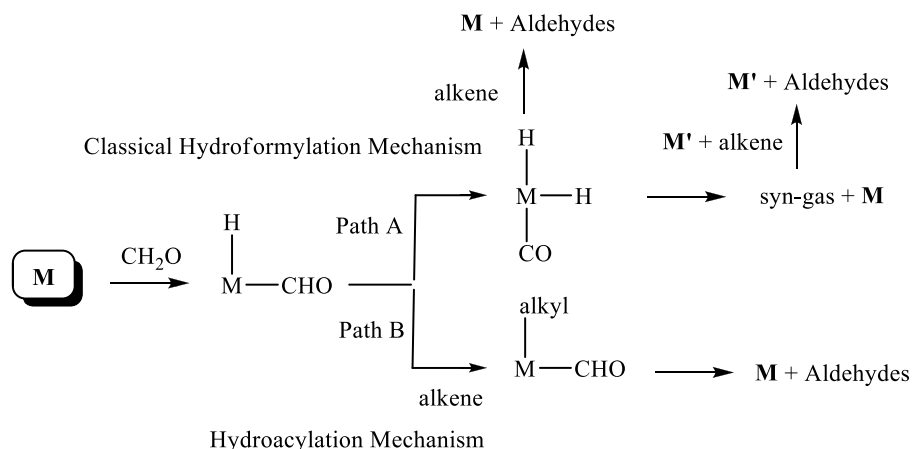 M + Aldehydes
alkene
M' + Aldehydes
Classical Hydroformylation Mechanism
H
M' + alkene
M—H
syn-gas + M
Path A
H
CO
CH2O
M
M—CHO
alkyl
Path B
M—CHO
M + Aldehydes
alkene
Hydroacylation Mechanism